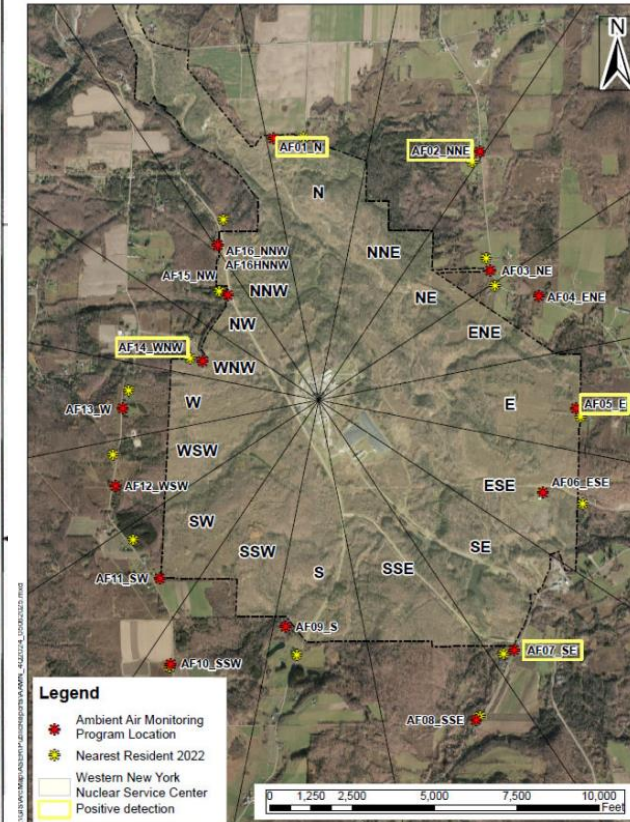 N
AF01_N
AF02_NNE
N
AF16_NNW
AF16HNNW
NNE
AF03_NE
AF15_NW
NNW
NE
AF04_ENE
NW
ENE
AF14_WNW
WNW
W
E
AF05_E
AF13_W
WSW
ESE
AF06_ESE
AF12_WSW
SW
SE
SSW
S
SSE
AF11_SW
AF09_S
AF07_SE
AF10_SSW
AF08_SSE
Legend
Ambient Air Monitoring
Program Location
Nearest Resident 2022
Western New York
Nuclear Service Center
Positive detection
0 1,250 2,500 5,000 7,500 10,000
Feet